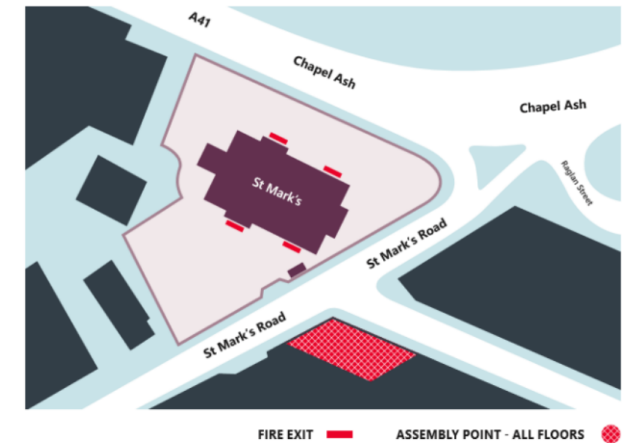 A41
Chapel Ash
Chapel Ash
Raglan Street
St Mark's
St Mark's Road
St Mark's Road
FIRE EXIT
ASSEMBLY POINT - ALL FLOORS